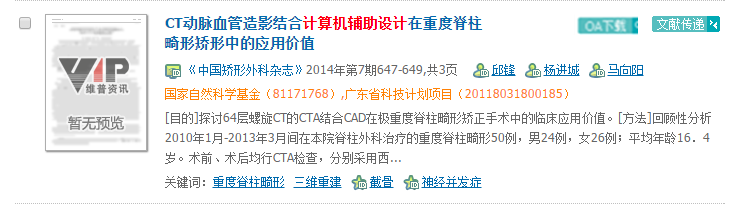 CT动脉血管造影结合计算机辅助设计在重度脊柱
畸形矫形中的应用价值
OA下载
文献传递
《中国矫形外科杂志》2014年第7期647-649,共3页 邱锋 杨进城 马向阳
国家自然科学基金（81171768）,广东省科技计划项目（20118031800185）
VIP
维普资讯
暂无预览
[目的]探讨64层螺旋CT的CTA结合CAD在极重度脊柱畸形矫正手术中的临床应用价值。[方法]回顾性分析
2010年1月-2013年3月间在本院脊柱外科治疗的重度脊柱畸形50例，男24例，女26例；平均年龄16．4
岁。术前、术后均行CTA检查，分别采用西...
关键词：重度脊柱畸形 三维重建 截骨 神经并发症